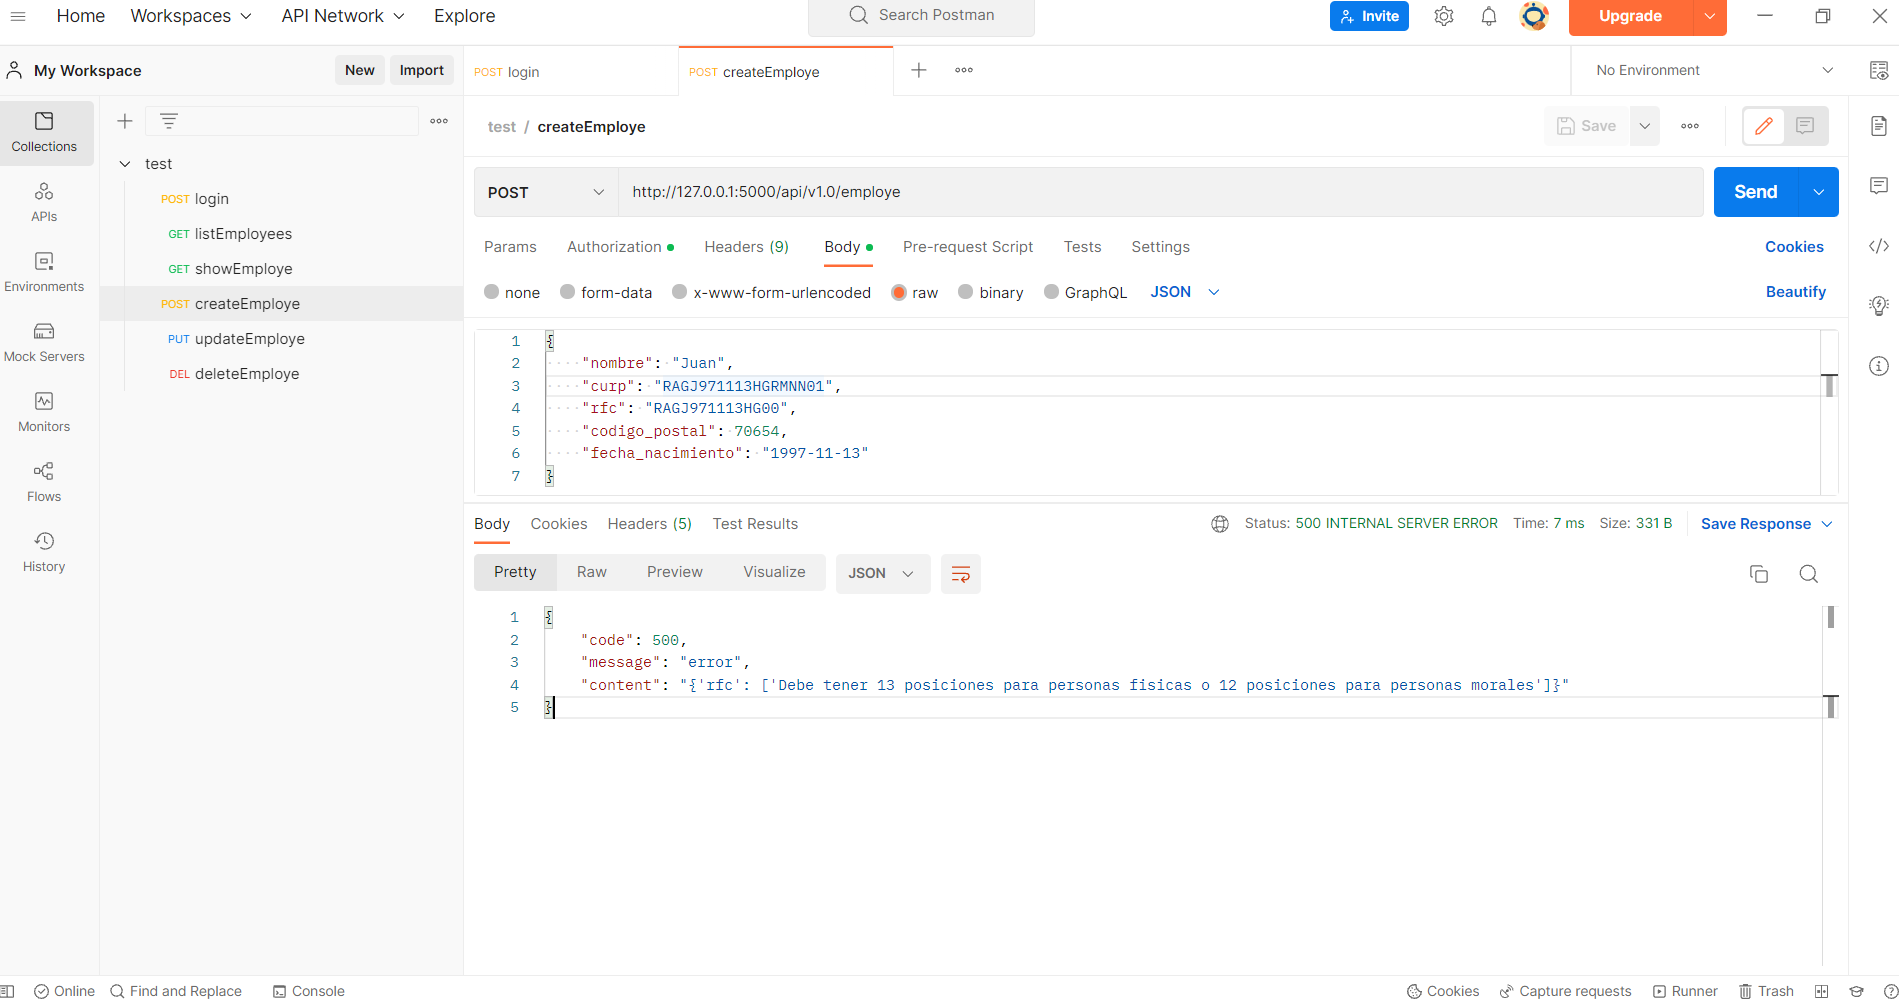 Home Workspaces API Network Explore Search Postman Invite Upgrade
My Workspace New Import POST login POST createEmploye No Environment
Collections
APIs
Environments
Mock Servers
Monitors
Flows
History
test
POST login
GET listEmployees
GET showEmploye
POST createEmploye
PUT updateEmploye
DEL deleteEmploye
test / createEmploye Save
POST http://127.0.0.1:5000/api/v1.0/employe Send
Params Authorization Headers (9) Body Pre-request Script Tests Settings Cookies
none form-data x-www-form-urlencoded raw binary GraphQL JSON Beautify
1 {
2 "nombre": "Juan",
3 "curp": "RAGJ971113HGRMNN01",
4 "rfc": "RAGJ971113HG00",
5 "codigo_postal": 70654,
6 "fecha_nacimiento": "1997-11-13"
7 }
Body Cookies Headers (5) Test Results Status: 500 INTERNAL SERVER ERROR Time: 7 ms Size: 331 B Save Response
Pretty Raw Preview Visualize JSON
1 {
2 "code": 500,
3 "message": "error",
4 "content": "{'rfc': ['Debe tener 13 posiciones para personas fisicas o 12 posiciones para personas morales']}"
5 }
Online Find and Replace Console Cookies Capture requests Runner Trash